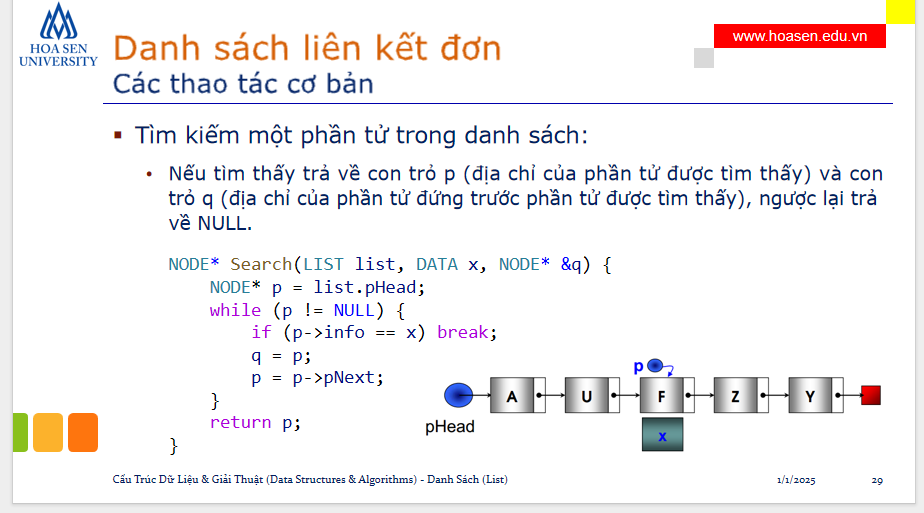 HOA SEN
UNIVERSITY
www.hoasen.edu.vn
Danh sách liên kết đơn
Các thao tác cơ bản
Tìm kiếm một phần tử trong danh sách:
Nếu tìm thấy trả về con trỏ p (địa chỉ của phần tử được tìm thấy) và con
trỏ q (địa chỉ của phần tử đứng trước phần tử được tìm thấy), ngược lại trả
về NULL.
NODE* Search(LIST list, DATA x, NODE* &q) {
NODE* p = list.pHead;
while (p != NULL) {
if (p->info == x) break;
q = p;
p = p->pNext;
}
return p;
}
p
A U F Z Y
pHead
x
Cấu Trúc Dữ Liệu & Giải Thuật (Data Structures & Algorithms) - Danh Sách (List) 1/1/2025 29